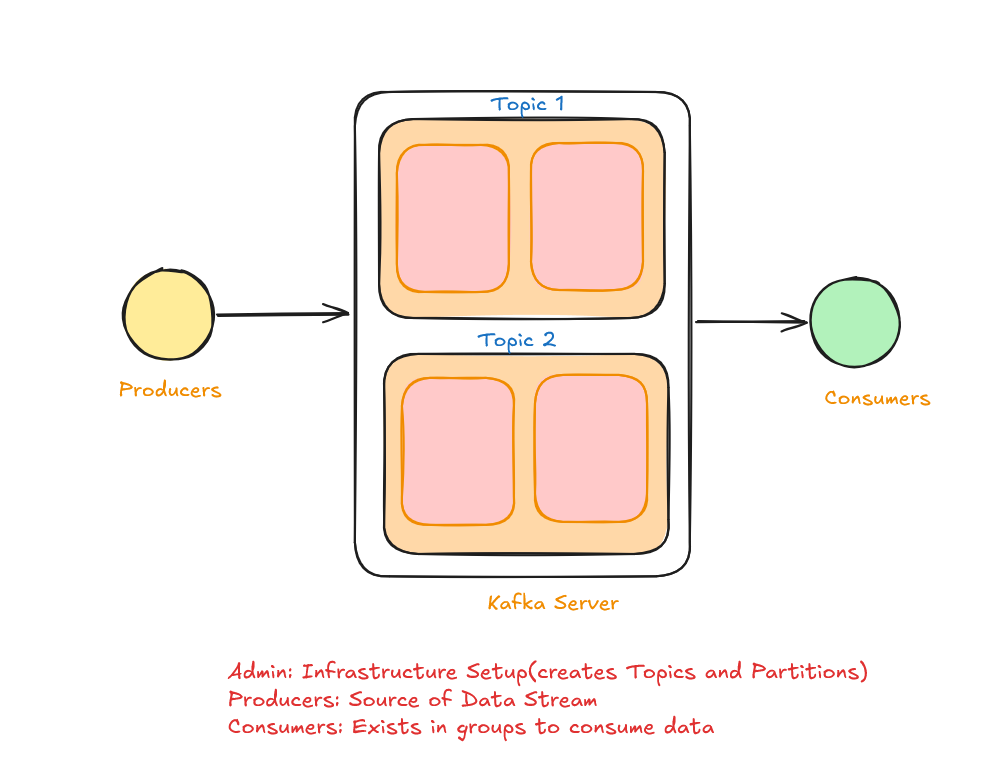 Topic 1
Topic 2
Producers
Consumers
Kafka Server
Admin: Infrastructure Setup(creates Topics and Partitions)
Producers: Source of Data Stream
Consumers: Exists in groups to consume data